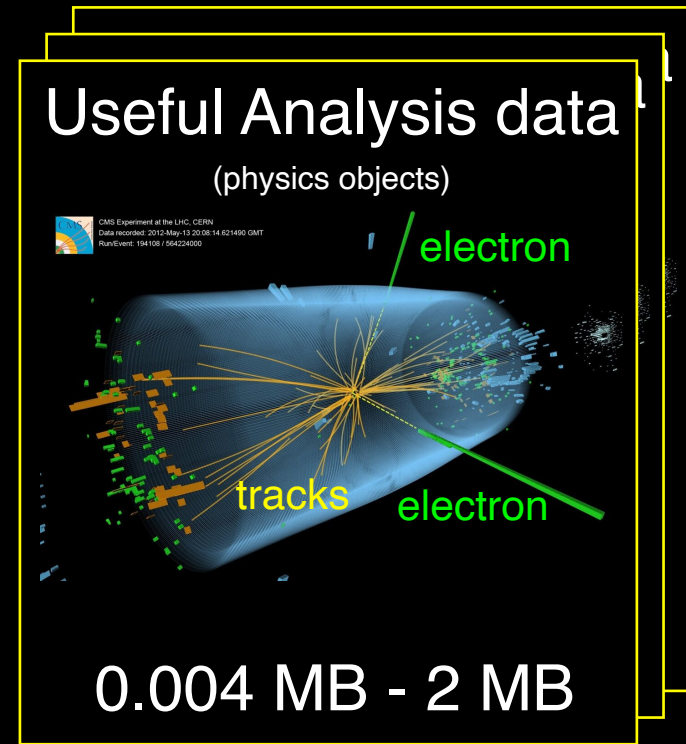 Useful Analysis data
(physics objects)
CMS
CMS Experiment at the LHC, CERN
Data recorded: 2012-May-13 20:08:14.621490 GMT
Run/Event: 194108 / 564224000
electron
tracks
electron
0.004 MB - 2 MB